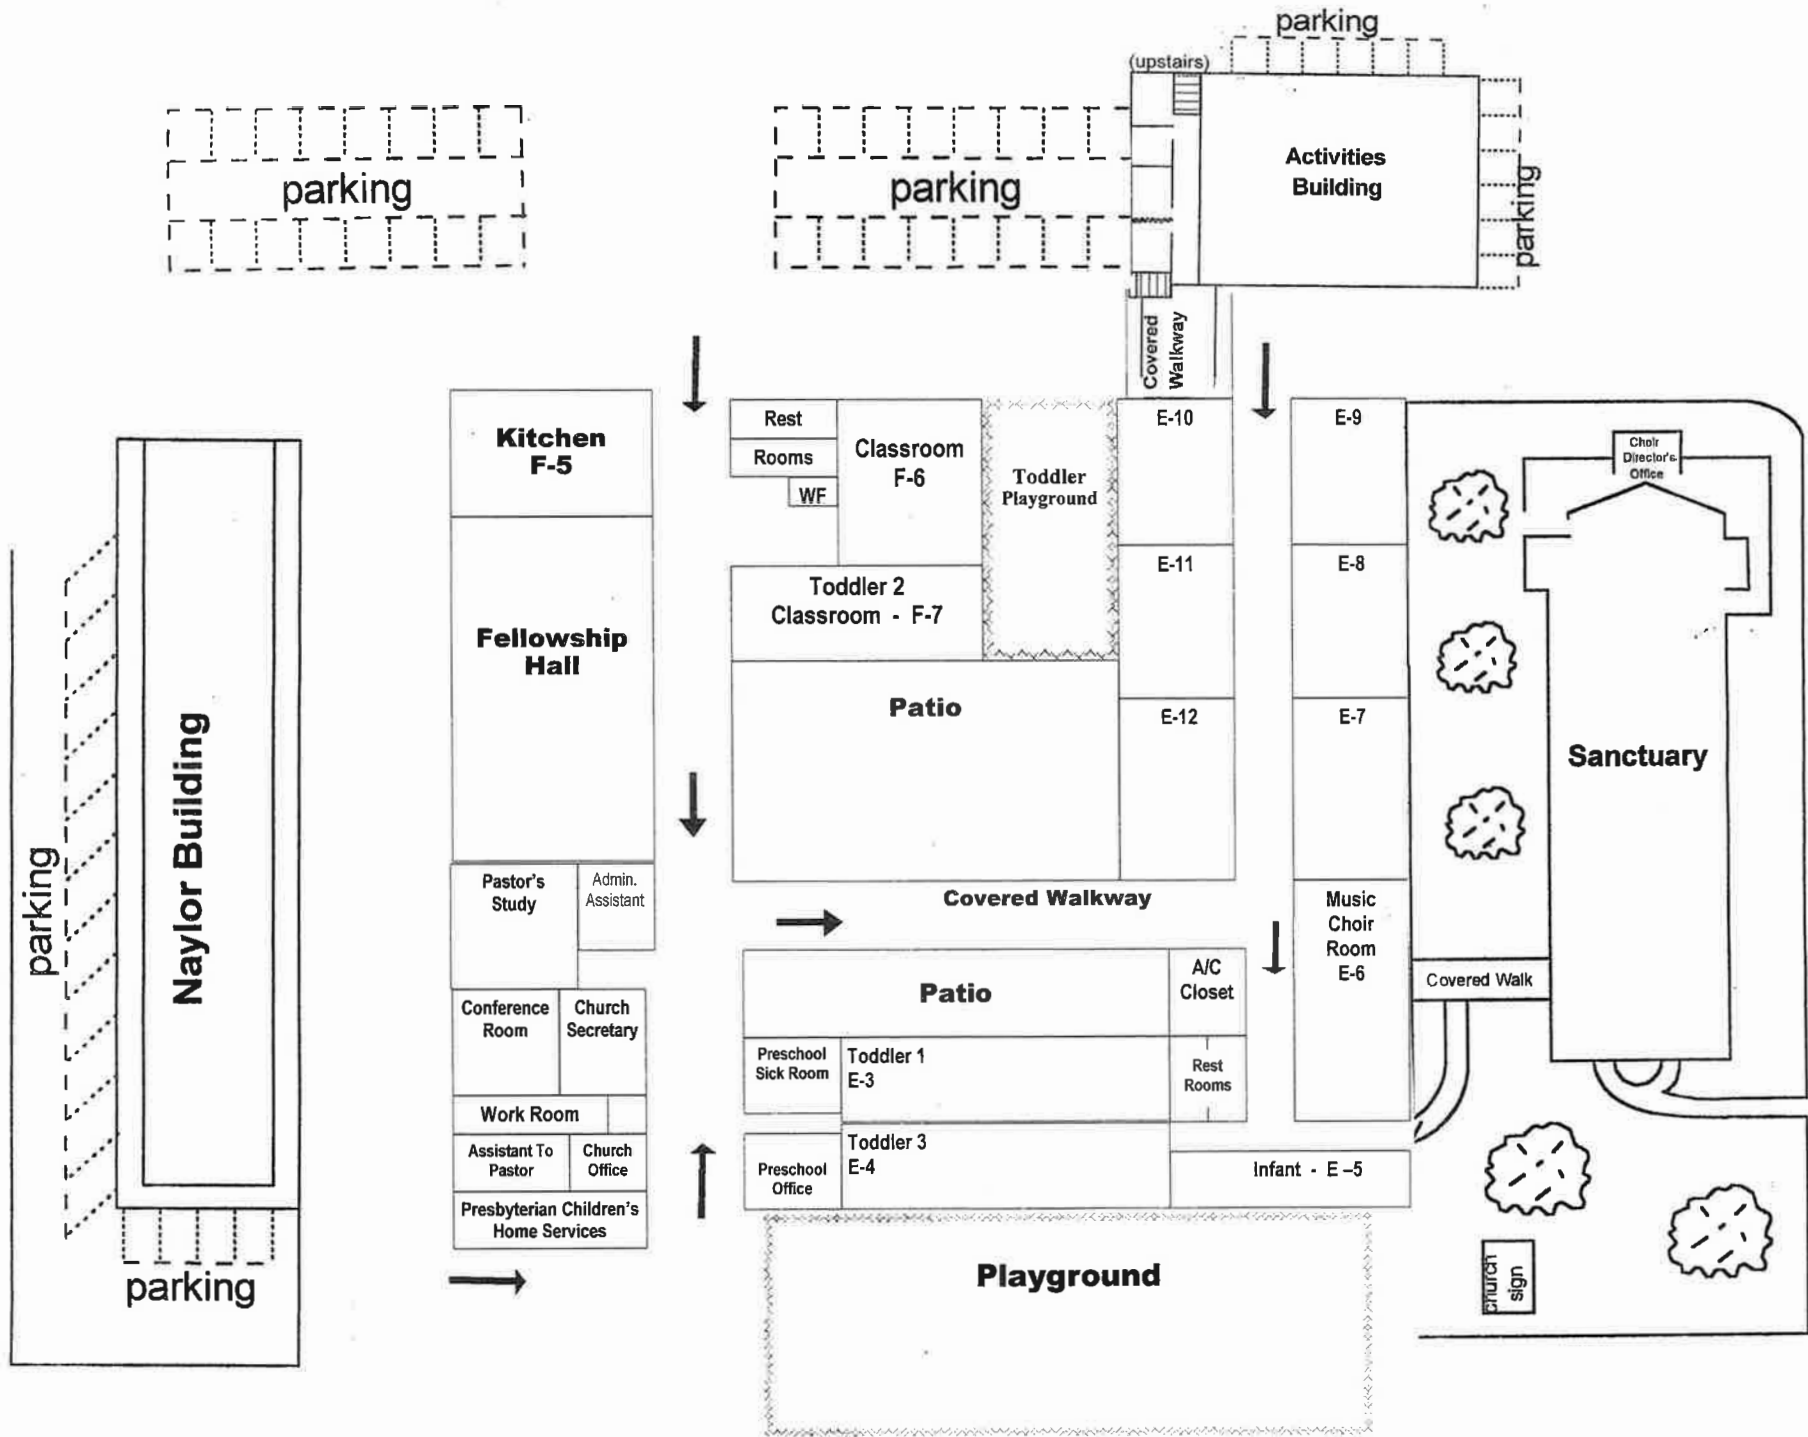 parking
(upstairs)
parking
parking
Activities
Building
parking
Covered
Walkway
Kitchen
F-5
Rest
Rooms
WF
Classroom
F-6
Toddler
Playground
E-10
E-9
Choir
Director's
Office
Toddler 2
Classroom - F-7
E-11
E-8
Fellowship
Hall
Patio
E-12
E-7
Sanctuary
Naylor Building
parking
Pastor's
Study
Admin.
Assistant
Covered Walkway
Music
Choir
Room
E-6
Patio
A/C
Closet
Covered Walk
Conference
Room
Church
Secretary
Preschool
Sick Room
Toddler 1
E-3
Rest
Rooms
Work Room
Assistant To
Pastor
Church
Office
Preschool
Office
Toddler 3
E-4
Infant - E -5
Presbyterian Children's
Home Services
parking
Playground
church
sign